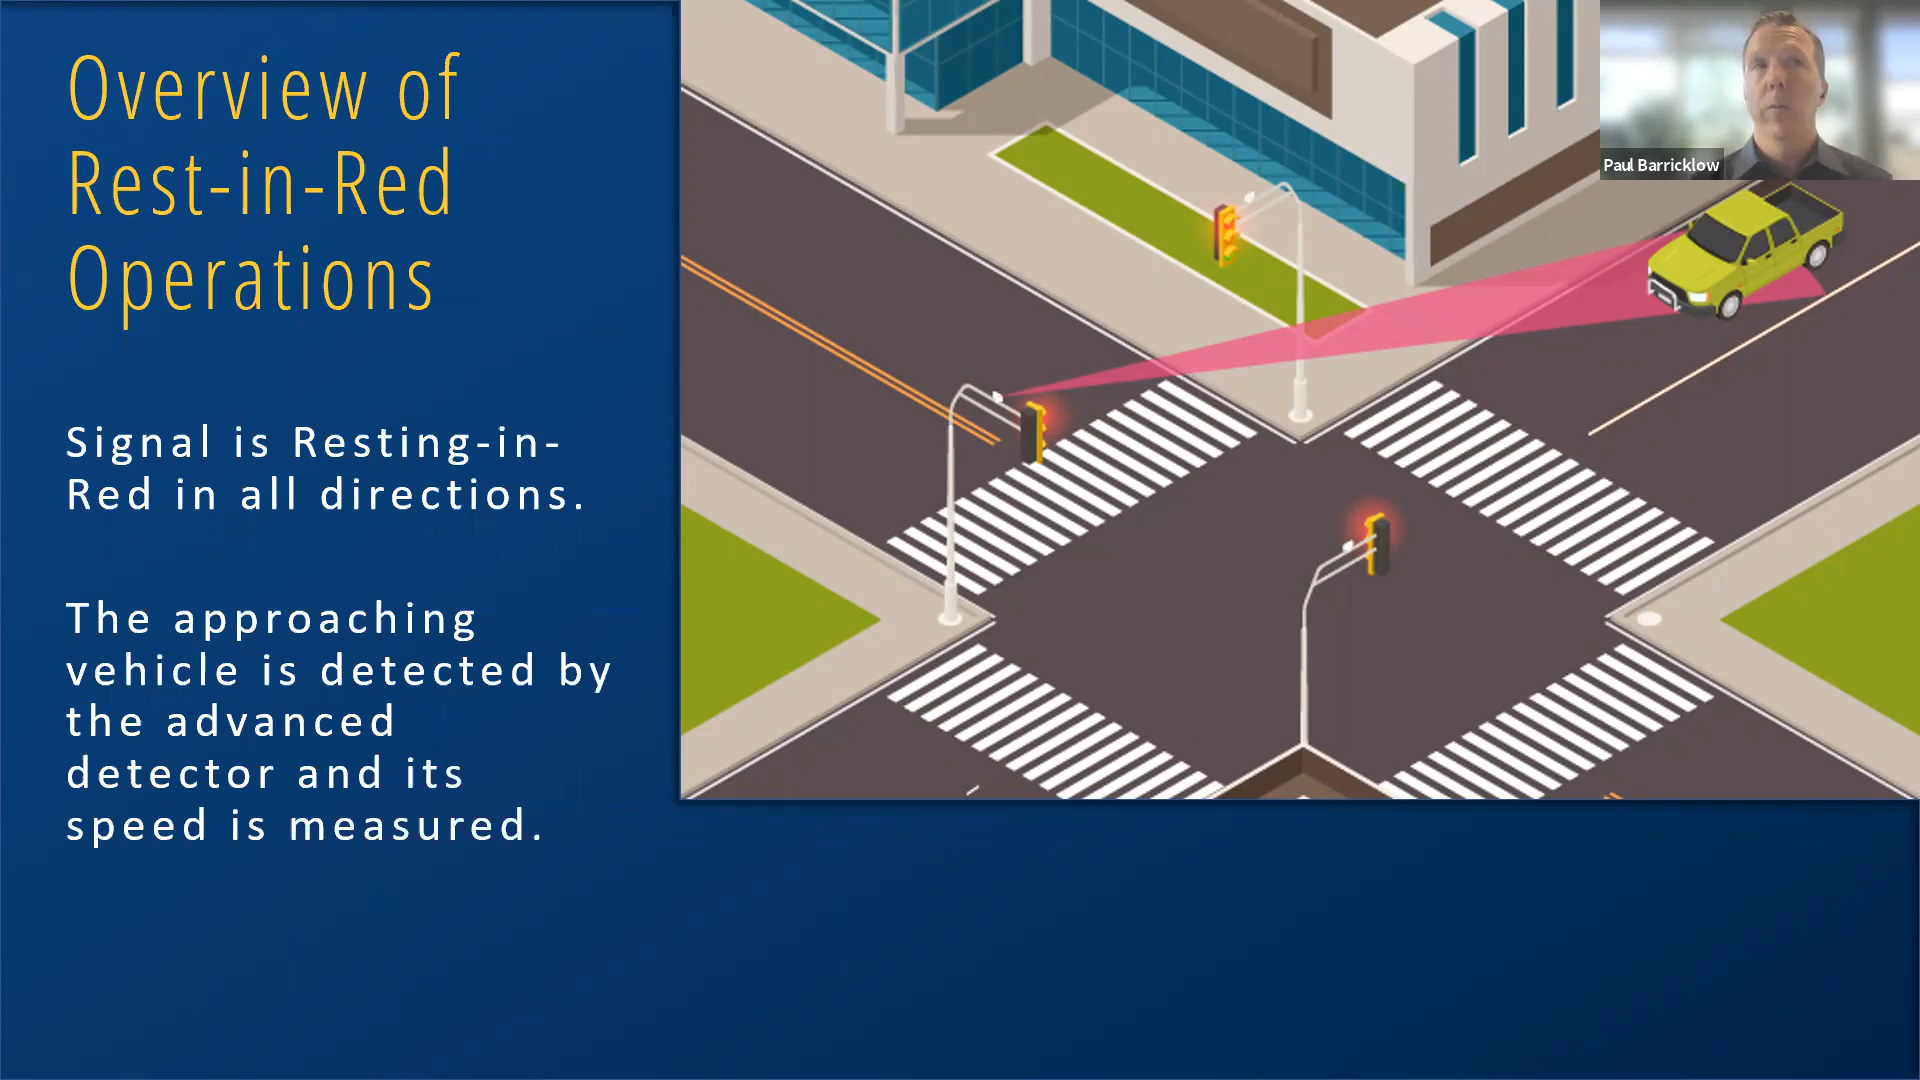 Overview of
Rest-in-Red
Operations
Signal is Resting-in-
Red in all directions.
The approaching
vehicle is detected by
the advanced
detector and its
speed is measured.
Paul Barricklow